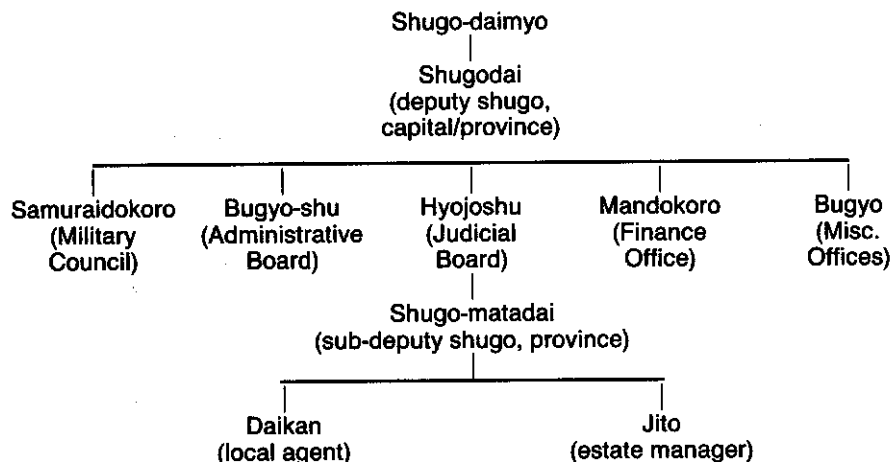 Shugo-daimyo
Shugodai
(deputy shugo,
capital/province)
Samuraidokoro
(Military
Council)
Bugyo-shu
(Administrative
Board)
Hyojoshu
(Judicial
Board)
Mandokoro
(Finance
Office)
Bugyo
(Misc.
Offices)
Shugo-matadai
(sub-deputy shugo, province)
Daikan
(local agent)
Jito
(estate manager)